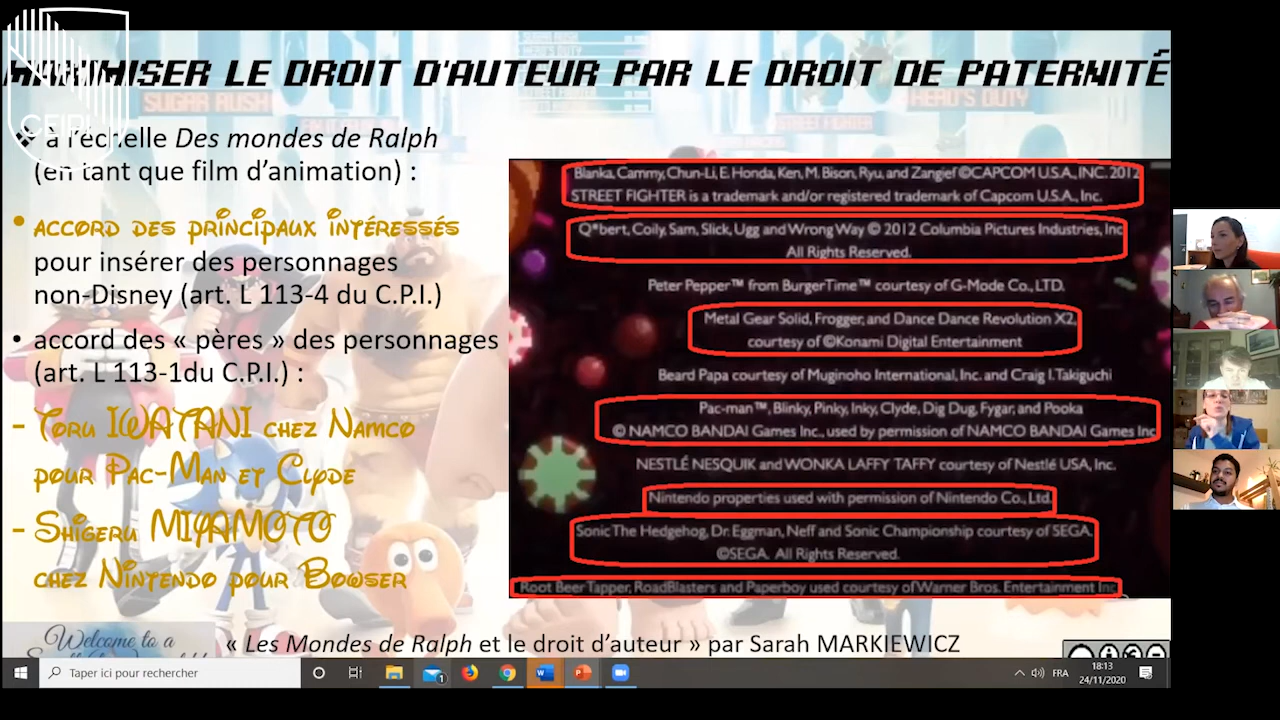 MAXIMISER LE DROIT D'AUTEUR PAR LE DROIT DE PATERNITÉ
CEIPI
SUGAR RUSH
HERO'S DUTY
STREET FIGHTER
à l'échelle Des mondes de Ralph
(en tant que film d'animation) :
• ACCORD DES PRINCIPAUX INTÉRESSÉS
pour insérer des personnages
non-Disney (art. L 113-4 du C.P.I.)
• accord des « pères » des personnages
(art. L 113-1du C.P.I.) :
- Toru IWATANI chez Namco
pour Pac-Man et Clyde
- Shigeru MIYAMOTO
chez Nintendo pour Bowser
Blanka, Cammy, Chun-Li, E. Honda, Ken, M. Bison, Ryu, and Zangief ©CAPCOM U.S.A., INC. 2012
STREET FIGHTER is a trademark and/or registered trademark of Capcom U.S.A., Inc.
Q*bert, Coily, Sam, Slick, Ugg and Wrong Way © 2012 Columbia Pictures Industries, Inc
All Rights Reserved.
Peter Pepper™ from BurgerTime™ courtesy of G-Mode Co., LTD.
Metal Gear Solid, Frogger, and Dance Dance Revolution X2,
courtesy of ©Konami Digital Entertainment
Beard Papa courtesy of Muginoho International, Inc. and Craig I. Takiguchi
Pac-man™, Blinky, Pinky, Inky, Clyde, Dig Dug, Fygar, and Pooka
© NAMCO BANDAI Games Inc., used by permission of NAMCO BANDAI Games Inc
NESTLÉ NESQUIK and WONKA LAFFY TAFFY courtesy of Nestlé USA, Inc.
Nintendo properties used with permission of Nintendo Co., Ltd.
Sonic The Hedgehog, Dr. Eggman, Neff and Sonic Championship courtesy of SEGA.
©SEGA. All Rights Reserved.
Root Beer Tapper, RoadBlasters and Paperboy used courtesy of Warner Bros. Entertainment Inc
Welcome to a
« Les Mondes de Ralph et le droit d'auteur » par Sarah MARKIEWICZ
Taper ici pour rechercher
1
FRA
18:13
24/11/2020